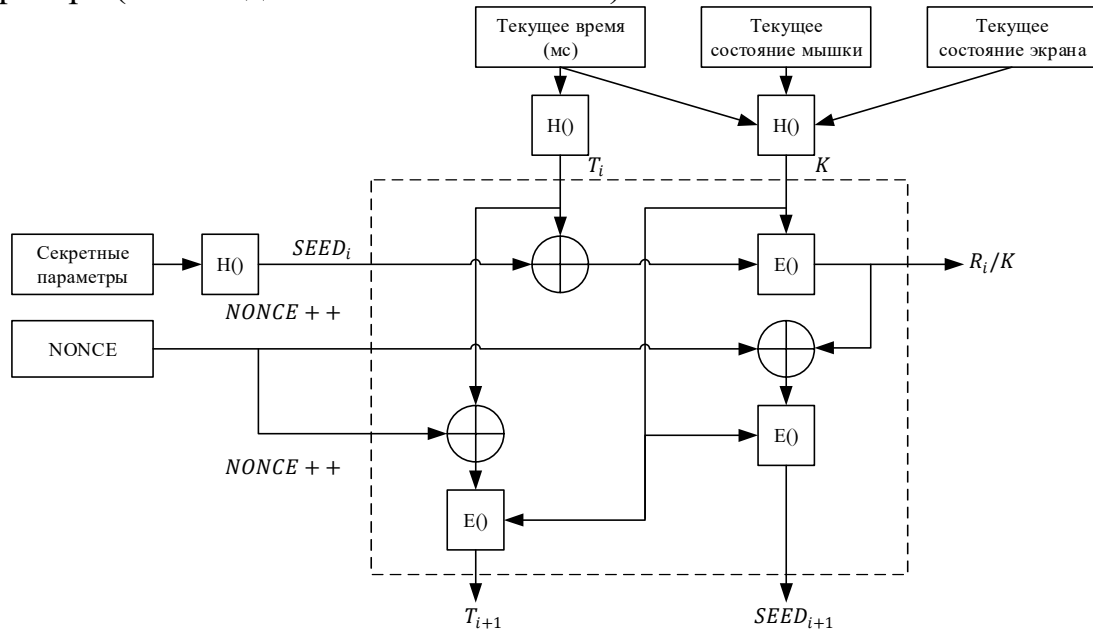 Текущее время
(мс)
Текущее
состояние мышки
Текущее
состояние экрана
H()
H()
T_i
K
Секретные
параметры
H()
SEED_i
E()
R_i/K
NONCE + +
NONCE
E()
NONCE + +
E()
T_{i+1}
SEED_{i+1}